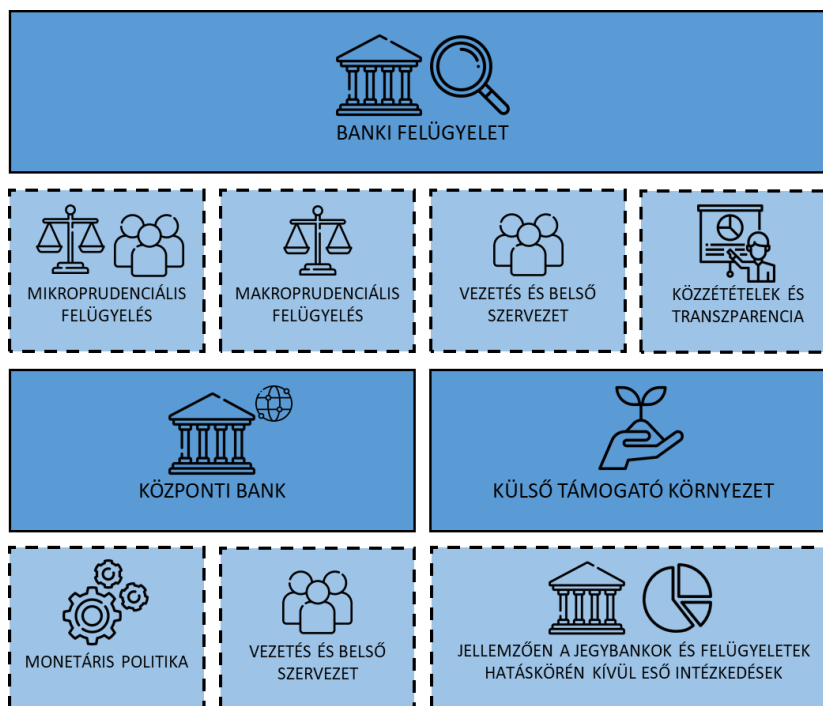 BANKI FELÜGYELET
MIKROPRUDENCIÁLIS
FELÜGYELÉS
MAKROPRUDENCIÁLIS
FELÜGYELÉS
VEZETÉS ÉS BELSŐ
SZERVEZET
KÖZZÉTÉTELEK ÉS
TRANSZPARENCIA
KÖZPONTI BANK
KÜLSŐ TÁMOGATÓ KÖRNYEZET
MONETÁRIS POLITIKA
VEZETÉS ÉS BELSŐ
SZERVEZET
JELLEMZŐEN A JEGYBANKOK ÉS FELÜGYELETEK
HATÁSKÖRÉN KÍVÜL ESŐ INTÉZKEDÉSEK